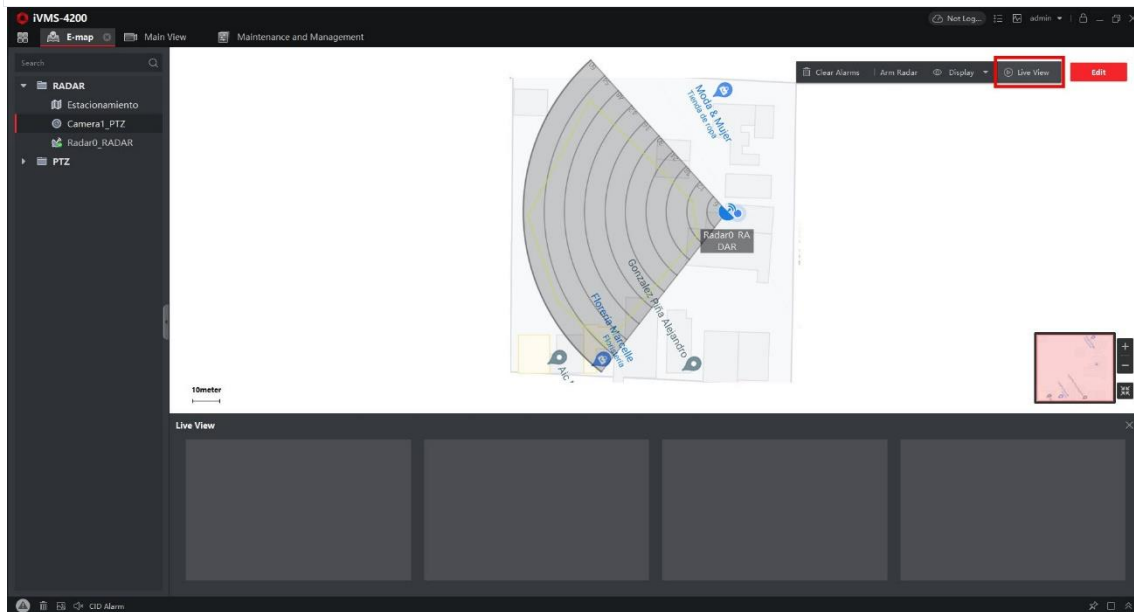 iVMS-4200
Not Log...
admin
E-map
Main View
Maintenance and Management
Search
RADAR
Estacionamiento
Camera1_PTZ
Radar0_RADAR
PTZ
Clear Alarms
Arm Radar
Display
Live View
Edit
Moda & Mujer
Tienda de ropa
Radar0_RA
DAR
Gonzalez Piña Alejandro
Florería Marcelle
Floristería
10meter
Live View
CID Alarm